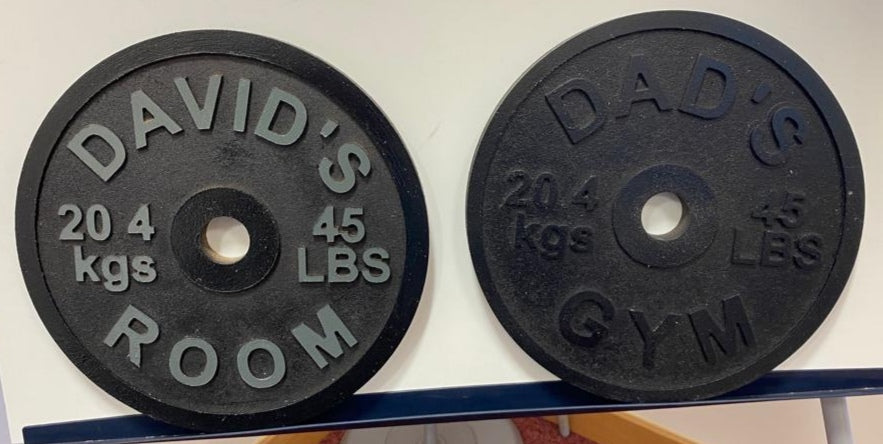 DAVID'S
20 4 45
kgs LBS
ROOM
DAD'S
20 4 45
kgs LBS
GYM